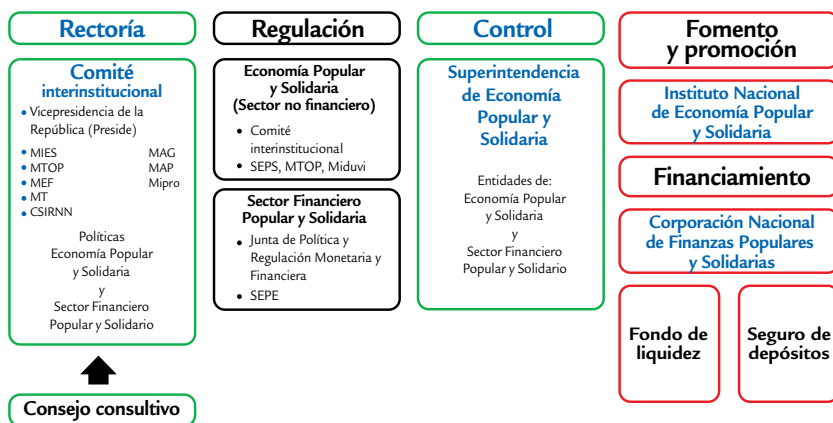 Rectoría
Comité
interinstitucional
• Vicepresidencia de la
República (Preside)
• MIES MAG
• MTOP MAP
• MEF Mipro
• MT
• CSIRNN
Políticas
Economía Popular
y Solidaria
y
Sector Financiero
Popular y Solidario
Consejo consultivo
Regulación
Economía Popular
y Solidaria
(Sector no financiero)
• Comité
interinstitucional
• SEPS, MTOP, Miduvi
Sector Financiero
Popular y Solidaria
• Junta de Política y
Regulación Monetaria y
Financiera
• SEPE
Control
Superintendencia
de Economía
Popular y
Solidaria
Entidades de:
Economía Popular
y Solidaria
y
Sector Financiero
Popular y Solidario
Fomento
y promoción
Instituto Nacional
de Economía Popular
y Solidaria
Financiamiento
Corporación Nacional
de Finanzas Populares
y Solidarias
Fondo de
liquidez
Seguro de
depósitos